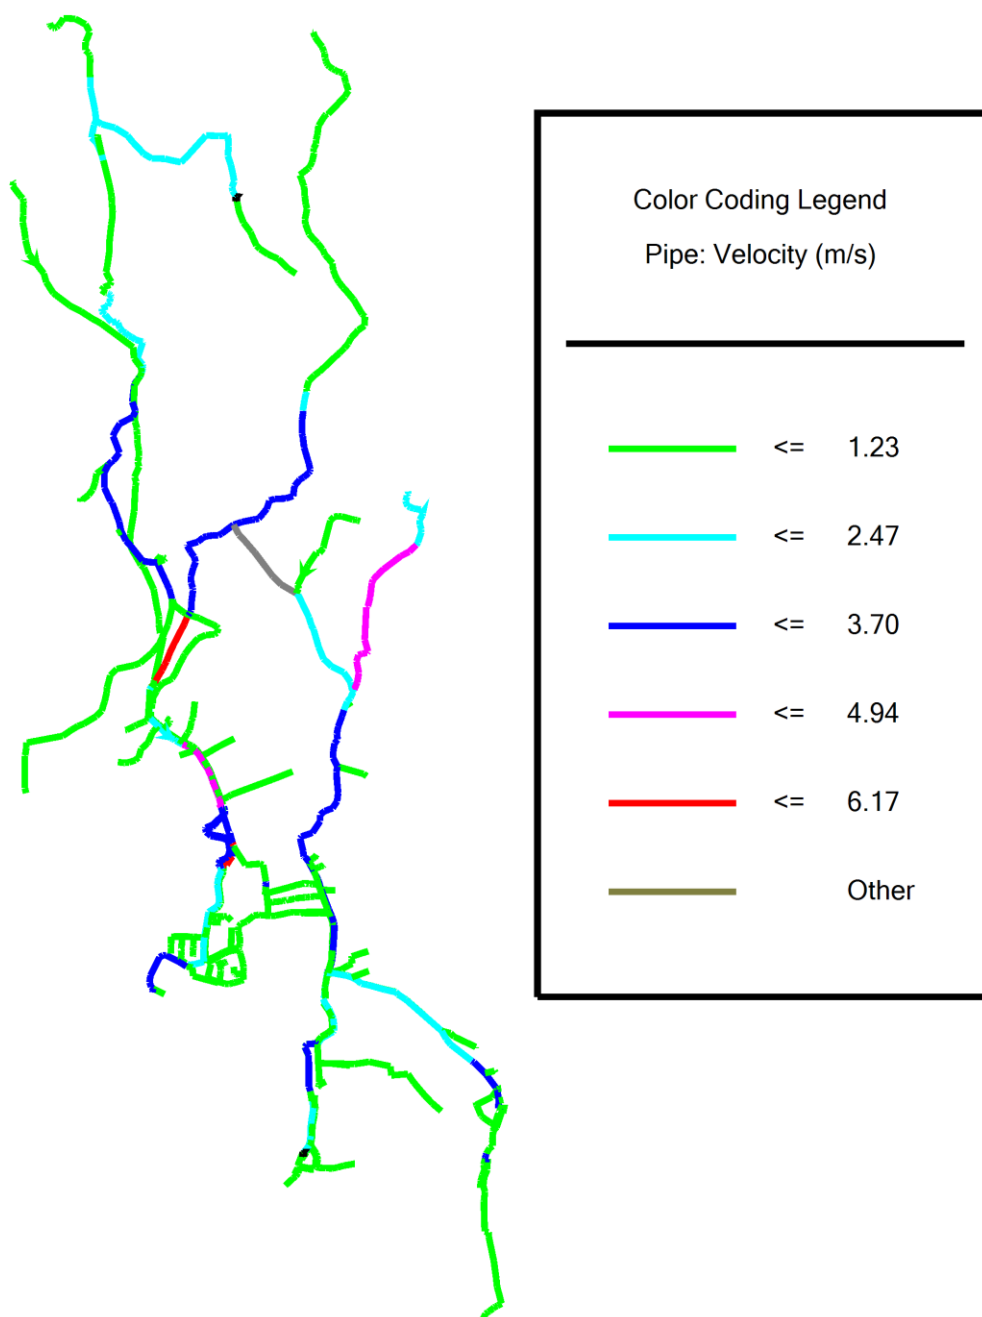 Color Coding Legend
Pipe: Velocity (m/s)
<= 1.23
<= 2.47
<= 3.70
<= 4.94
<= 6.17
Other